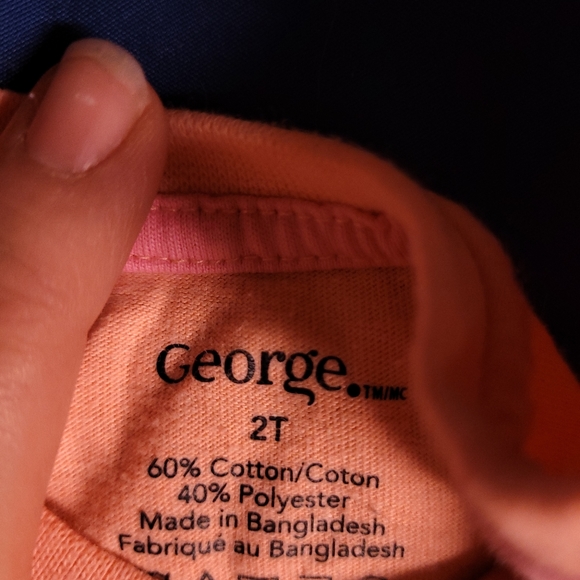 George. TM/MC
2T
60% Cotton/Coton
40% Polyester
Made in Bangladesh
Fabriqué au Bangladesh